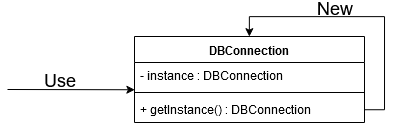 New
DBConnection
Use
- instance : DBConnection
+ getInstance() : DBConnection